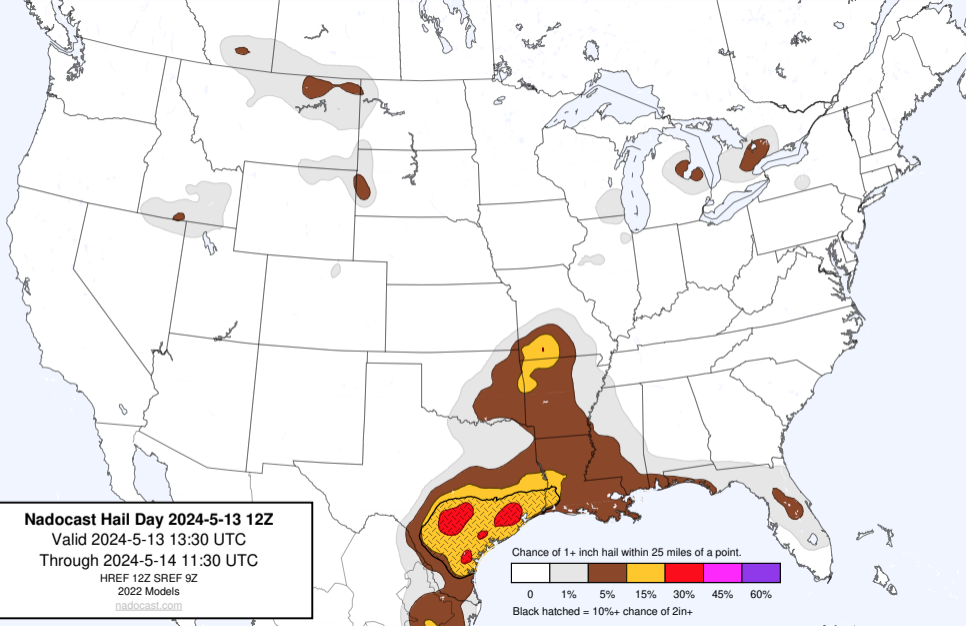 Nadocast Hail Day 2024-5-13 12Z
Valid 2024-5-13 13:30 UTC
Through 2024-5-14 11:30 UTC
HREF 12Z SREF 9Z
2022 Models
nadocast.com
Chance of 1+ inch hail within 25 miles of a point.
0 1% 5% 15% 30% 45% 60%
Black hatched = 10%+ chance of 2in+